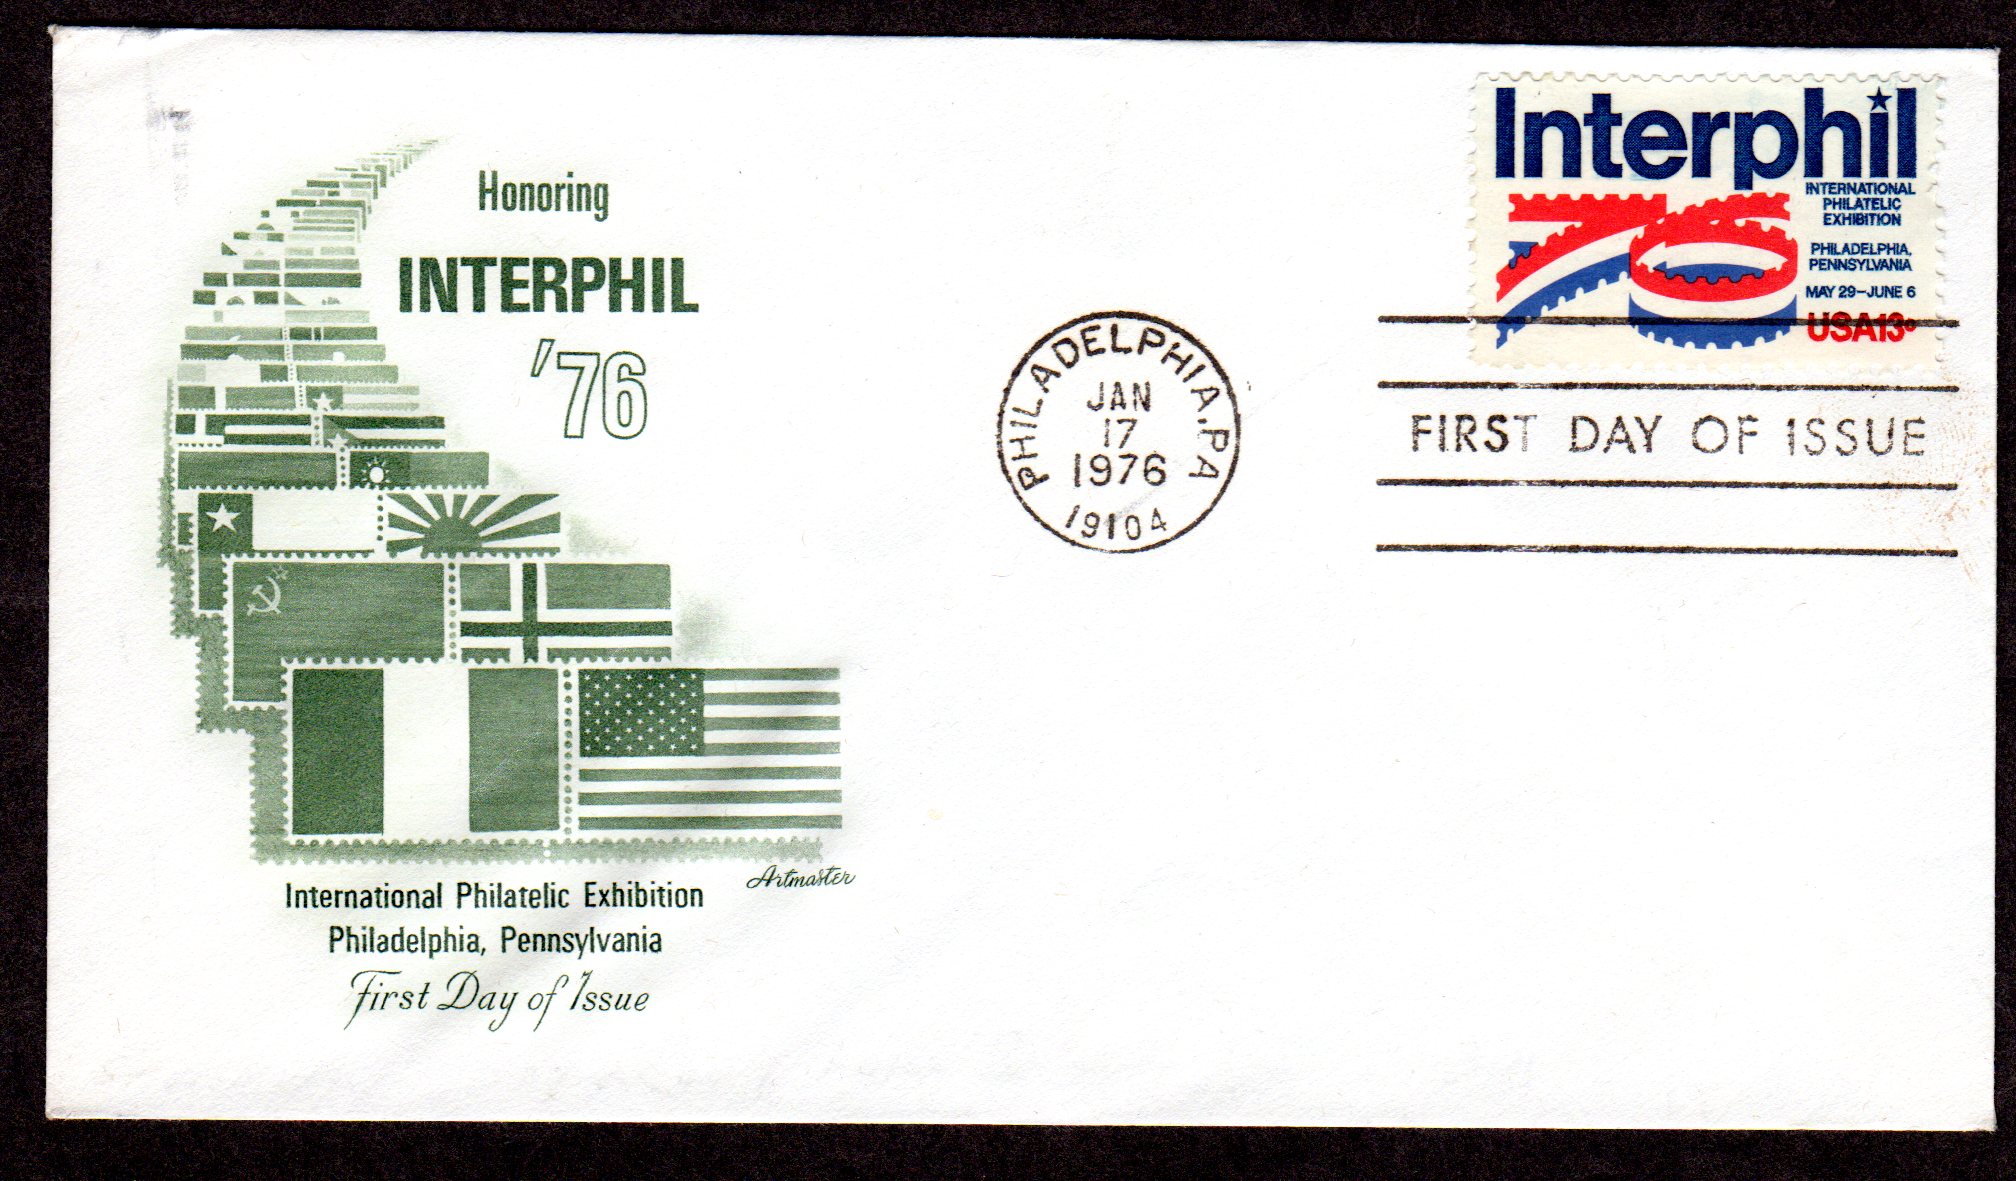 Honoring
INTERPHIL
'76
International Philatelic Exhibition
Philadelphia, Pennsylvania
First Day of Issue
Artmaster
PHILADELPHIA, PA
JAN
17
1976
19104
Interphil
76
INTERNATIONAL
PHILATELIC
EXHIBITION
PHILADELPHIA,
PENNSYLVANIA
MAY 29-JUNE 6
USA13c
FIRST DAY OF ISSUE